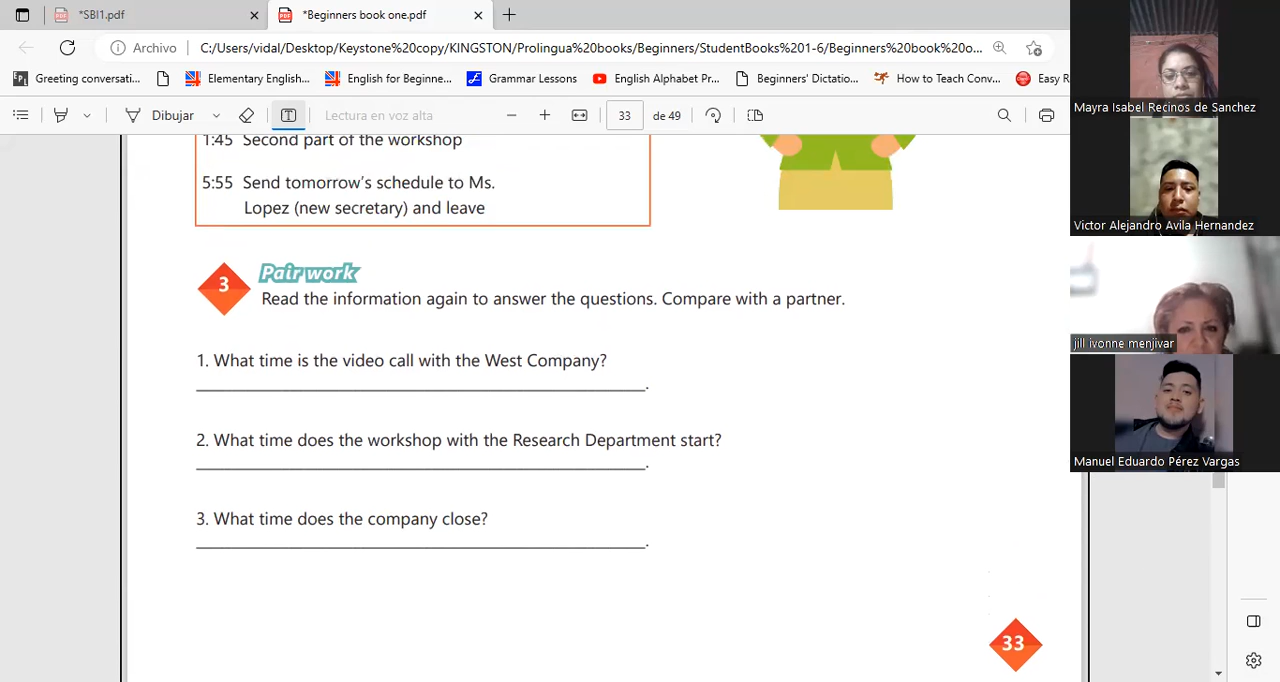 *SBI1.pdf
*Beginners book one.pdf
Archivo
C:/Users/vidal/Desktop/Keystone%20copy/KINGSTON/Prolingua%20books/Beginners/StudentBooks%201-6/Beginners%20book%20o...
Greeting conversati...
Elementary English...
English for Beginne...
Grammar Lessons
English Alphabet Pr...
Beginners' Dictatio...
How to Teach Conv...
Easy R
Dibujar
Lectura en voz alta
33 de 49
1:45 Second part of the workshop
5:55 Send tomorrow's schedule to Ms.
Lopez (new secretary) and leave
3 Pair work
Read the information again to answer the questions. Compare with a partner.
1. What time is the video call with the West Company?
2. What time does the workshop with the Research Department start?
3. What time does the company close?
33
Mayra Isabel Recinos de Sanchez
Victor Alejandro Avila Hernandez
jill ivonne menjivar
Manuel Eduardo Pérez Vargas